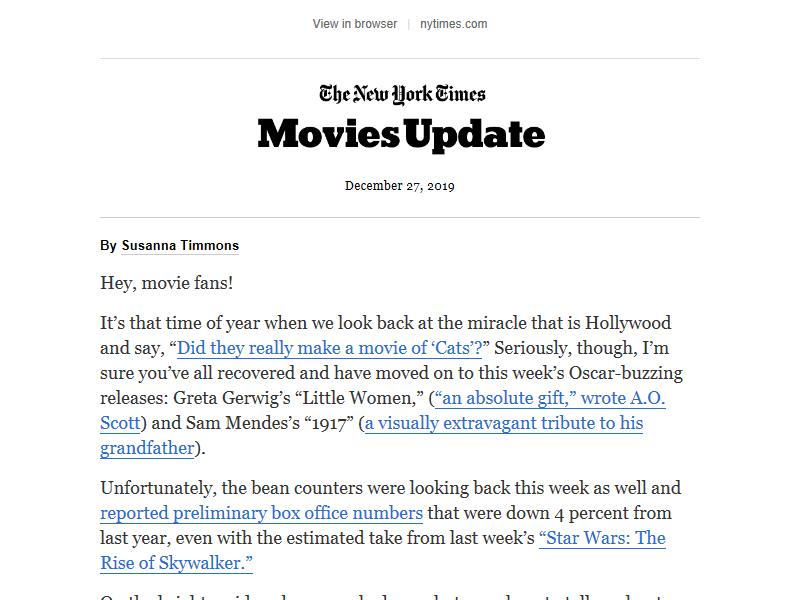 View in browser | nytimes.com
The New York Times
Movies Update
December 27, 2019
By Susanna Timmons
Hey, movie fans!
It’s that time of year when we look back at the miracle that is Hollywood
and say, “Did they really make a movie of ‘Cats’?” Seriously, though, I’m
sure you’ve all recovered and have moved on to this week’s Oscar-buzzing
releases: Greta Gerwig’s “Little Women,” (“an absolute gift,” wrote A.O.
Scott) and Sam Mendes’s “1917” (a visually extravagant tribute to his
grandfather).
Unfortunately, the bean counters were looking back this week as well and
reported preliminary box office numbers that were down 4 percent from
last year, even with the estimated take from last week’s “Star Wars: The
Rise of Skywalker.”